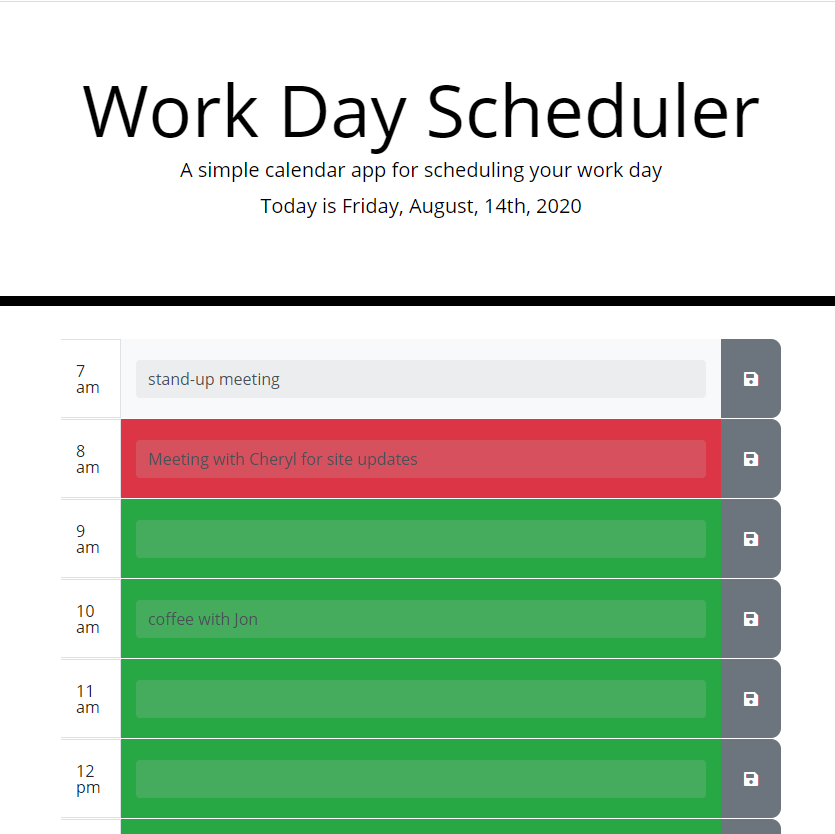 Work Day Scheduler
A simple calendar app for scheduling your work day
Today is Friday, August, 14th, 2020
7
am
stand-up meeting
8
am
Meeting with Cheryl for site updates
9
am
10
am
coffee with Jon
11
am
12
pm